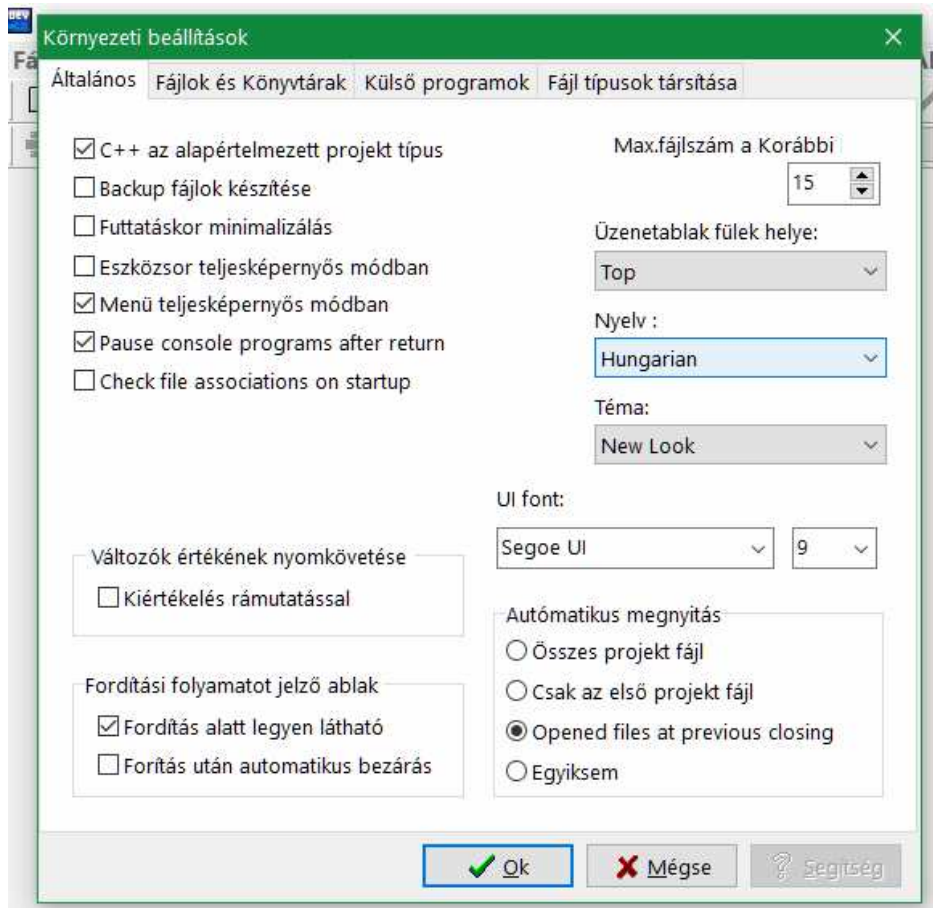 DEV
Környezeti beállítások
Fá
Általános Fájlok és Könyvtárak Külső programok Fájl típusok társítása
C++ az alapértelmezett projekt típus
Backup fájlok készítése
Futtatáskor minimalizálás
Eszközsor teljesképernyős módban
Menü teljesképernyős módban
Pause console programs after return
Check file associations on startup
Max.fájlszám a Korábbi
15
Üzenetablak fülek helye:
Top
Nyelv :
Hungarian
Téma:
New Look
UI font:
Segoe UI 9
Változók értékének nyomkövetése
Kiértékelés rámutatással
Fordítási folyamatot jelző ablak
Fordítás alatt legyen látható
Forítás után automatikus bezárás
Autómatikus megnyitás
Összes projekt fájl
Csak az első projekt fájl
Opened files at previous closing
Egyiksem
Ok Mégse Segítség